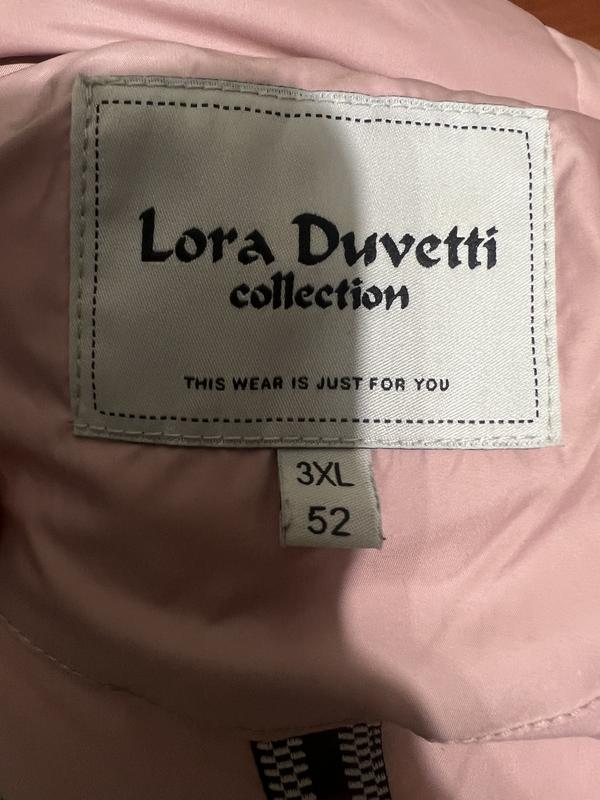 Lora Duvetti
collection
THIS WEAR IS JUST FOR YOU
3XL
52